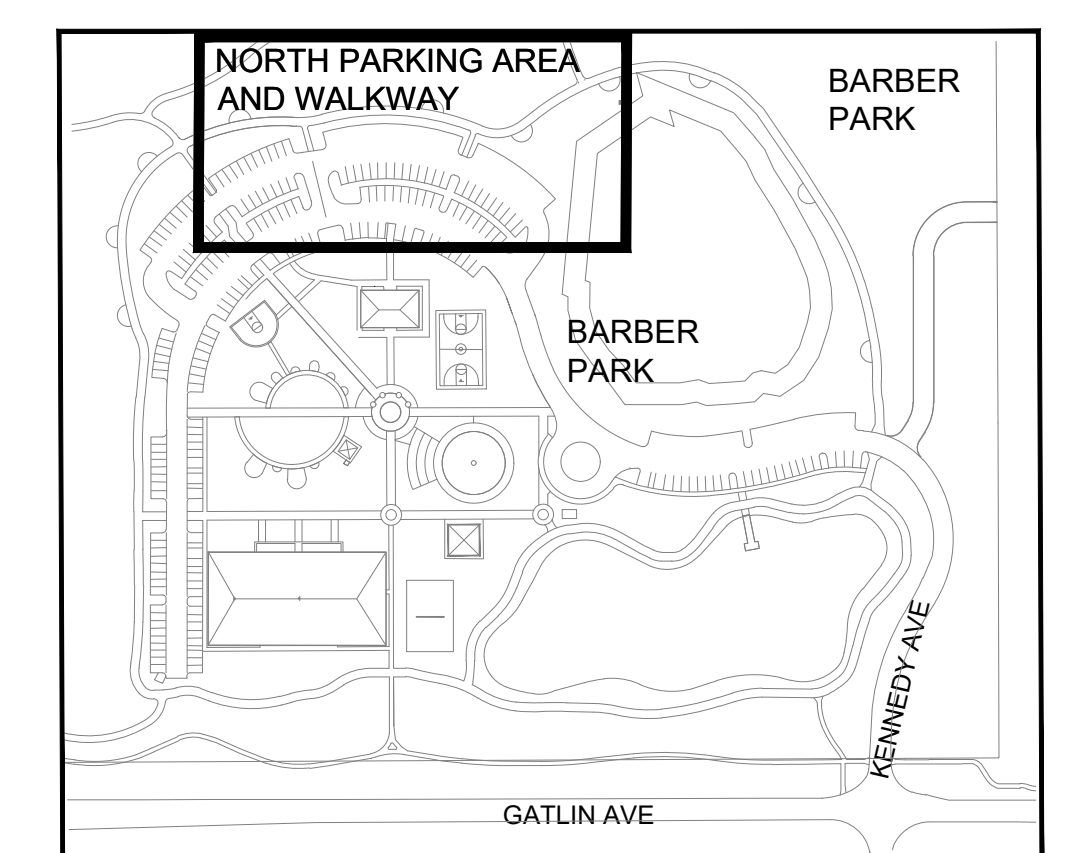 NORTH PARKING AREA
AND WALKWAY
BARBER
PARK
BARBER
PARK
KENNEDY AVE
GATLIN AVE